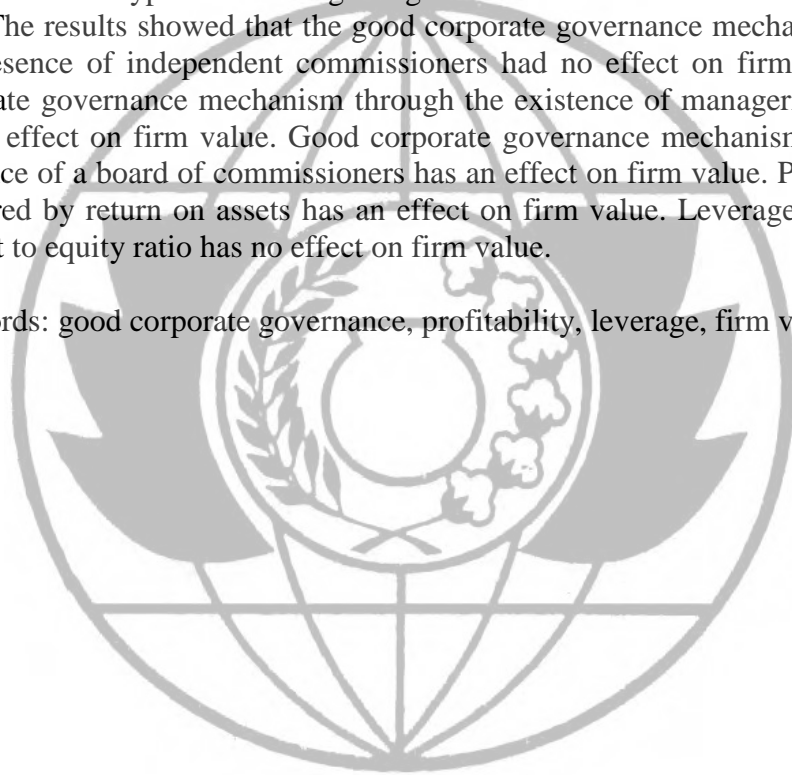 The results showed that the good corporate governance mecha
esence of independent commissioners had no effect on firm
ate governance mechanism through the existence of manageri
effect on firm value. Good corporate governance mechanism
ce of a board of commissioners has an effect on firm value. P
red by return on assets has an effect on firm value. Leverage
t to equity ratio has no effect on firm value.
rds: good corporate governance, profitability, leverage, firm v